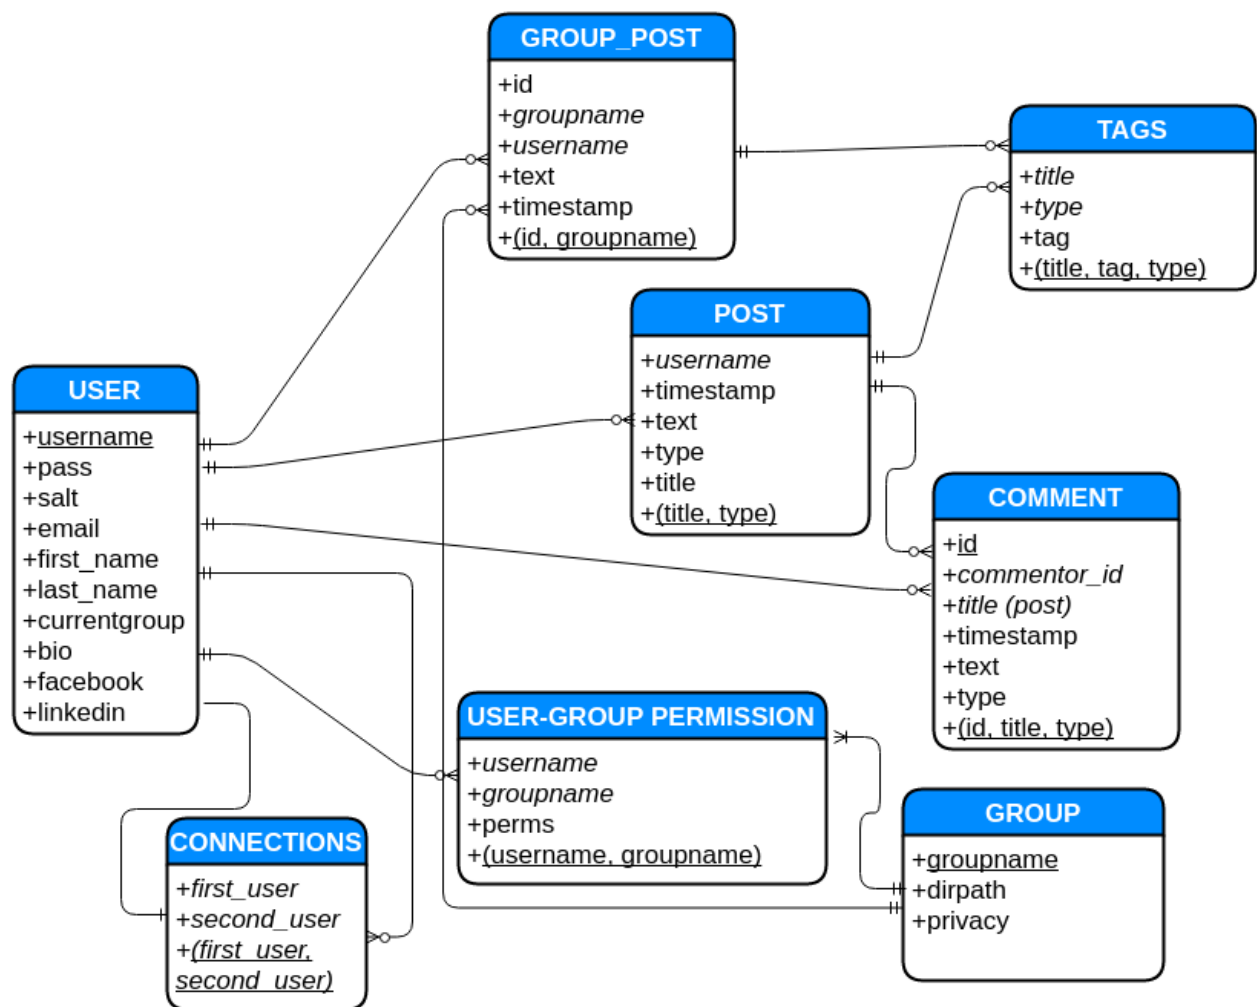 GROUP_POST
+id
+groupname
+username
+text
+timestamp
+(id, groupname)
TAGS
+title
+type
+tag
+(title, tag, type)
POST
+username
+timestamp
+text
+type
+title
+(title, type)
USER
+username
+pass
+salt
+email
+first_name
+last_name
+currentgroup
+bio
+facebook
+linkedin
COMMENT
+id
+commentor_id
+title (post)
+timestamp
+text
+type
+(id, title, type)
USER-GROUP PERMISSION
+username
+groupname
+perms
+(username, groupname)
GROUP
+groupname
+dirpath
+privacy
CONNECTIONS
+first_user
+second_user
+(first_user,
second_user)